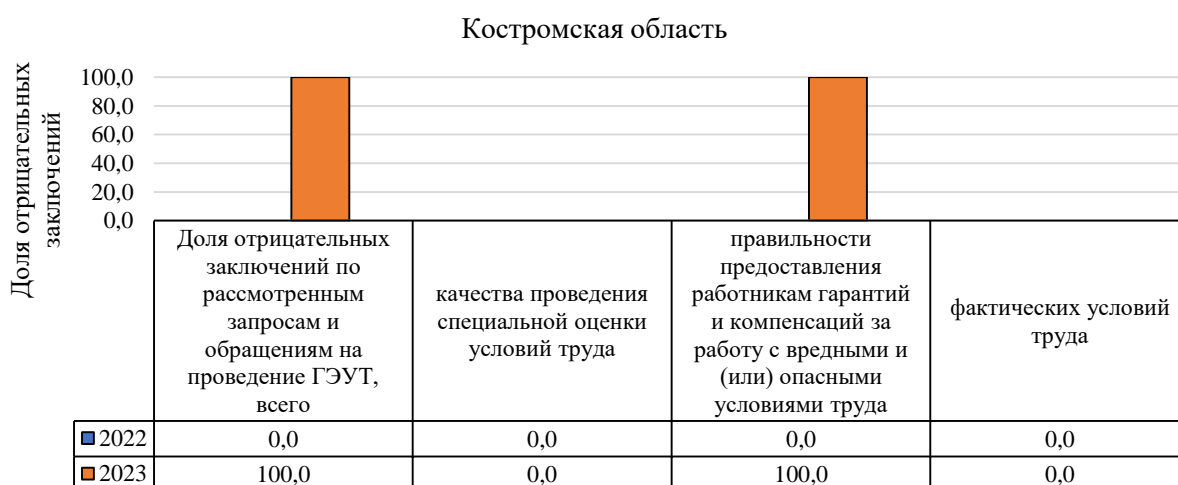 Костромская область
Доля отрицательных
заключений
100,0
80,0
60,0
40,0
20,0
0,0
Доля отрицательных
заключений по
рассмотренным
запросам и
обращениям на
проведение ГЭУТ,
всего
качества проведения
специальной оценки
условий труда
правильности
предоставления
работникам гарантий
и компенсаций за
работу с вредными и
(или) опасными
условиями труда
фактических условий
труда
2022 0,0 0,0 0,0 0,0
2023 100,0 0,0 100,0 0,0